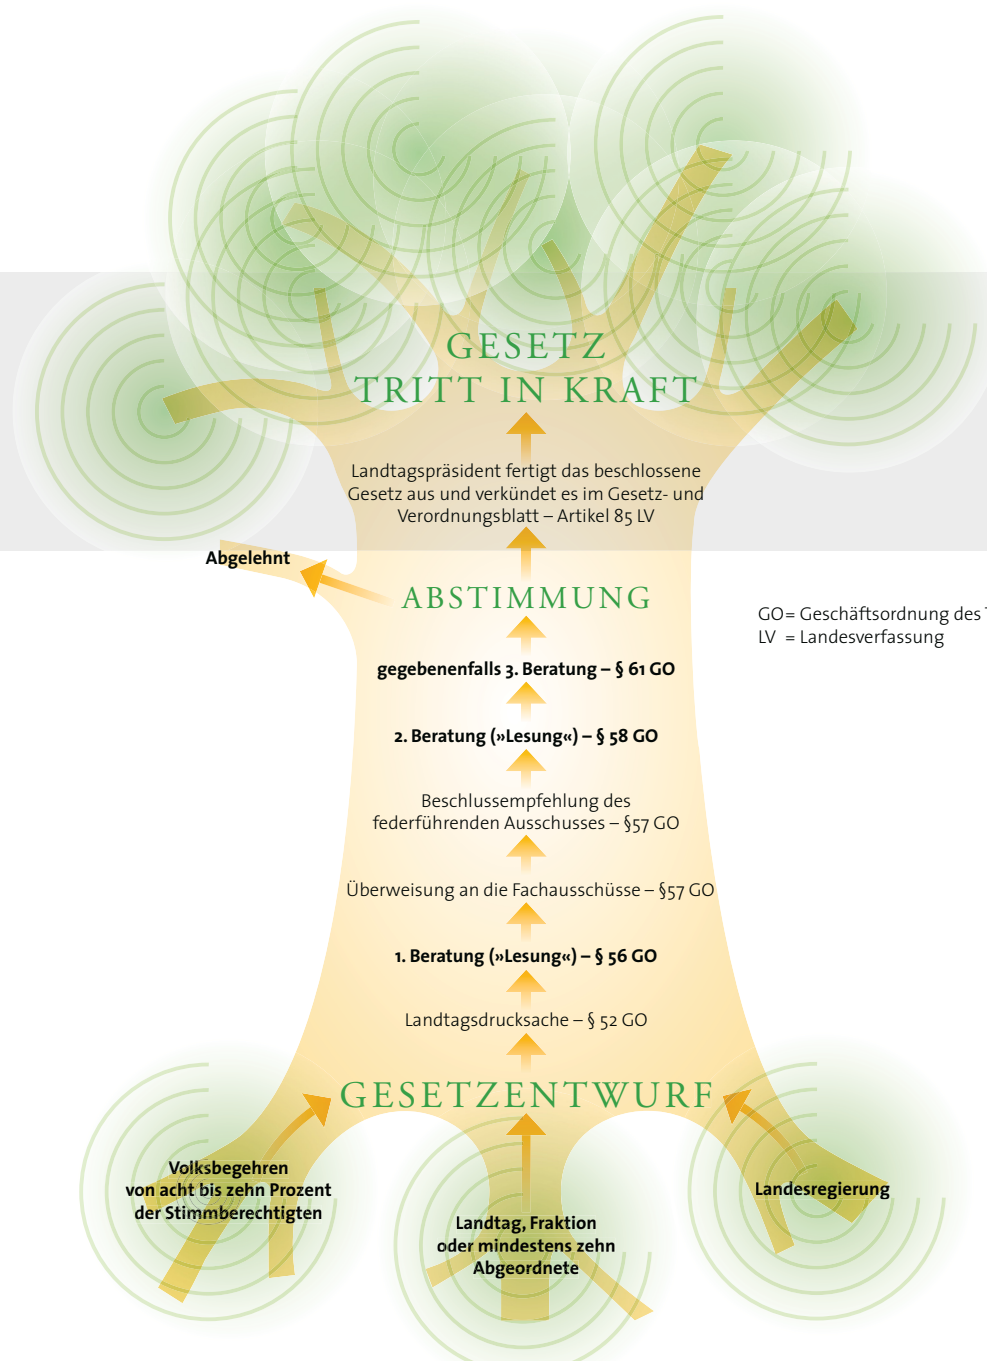 GESETZ
TRITT IN KRAFT
Landtagspräsident fertigt das beschlossene
Gesetz aus und verkündet es im Gesetz- und
Verordnungsblatt – Artikel 85 LV
Abgelehnt
ABSTIMMUNG
GO= Geschäftsordnung des
LV = Landesverfassung
gegebenenfalls 3. Beratung – § 61 GO
2. Beratung (»Lesung«) – § 58 GO
Beschlussempfehlung des
federführenden Ausschusses – §57 GO
Überweisung an die Fachausschüsse – §57 GO
1. Beratung (»Lesung«) – § 56 GO
Landtagsdrucksache – § 52 GO
GESETZENTWURF
Volksbegehren
von acht bis zehn Prozent
der Stimmberechtigten
Landtag, Fraktion
oder mindestens zehn
Abgeordnete
Landesregierung